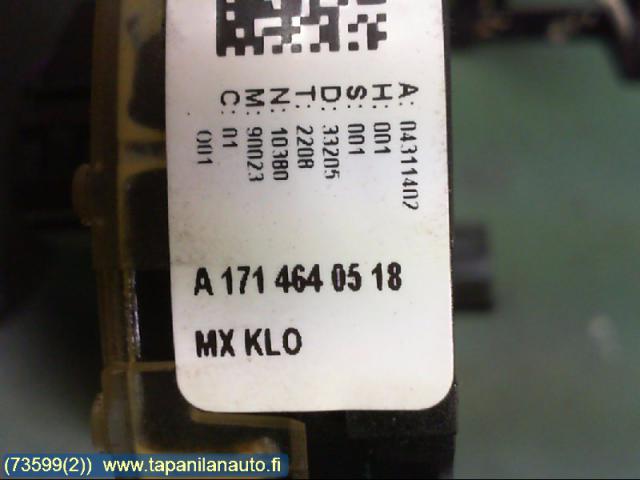 A: 04311402
H: 001
S: 001
D: 33205
T: 2208
N: 10380
M: 90023
C: 01
001
A 171 464 05 18
MX KLO
(73599(2)) www.tapanilanauto.fi